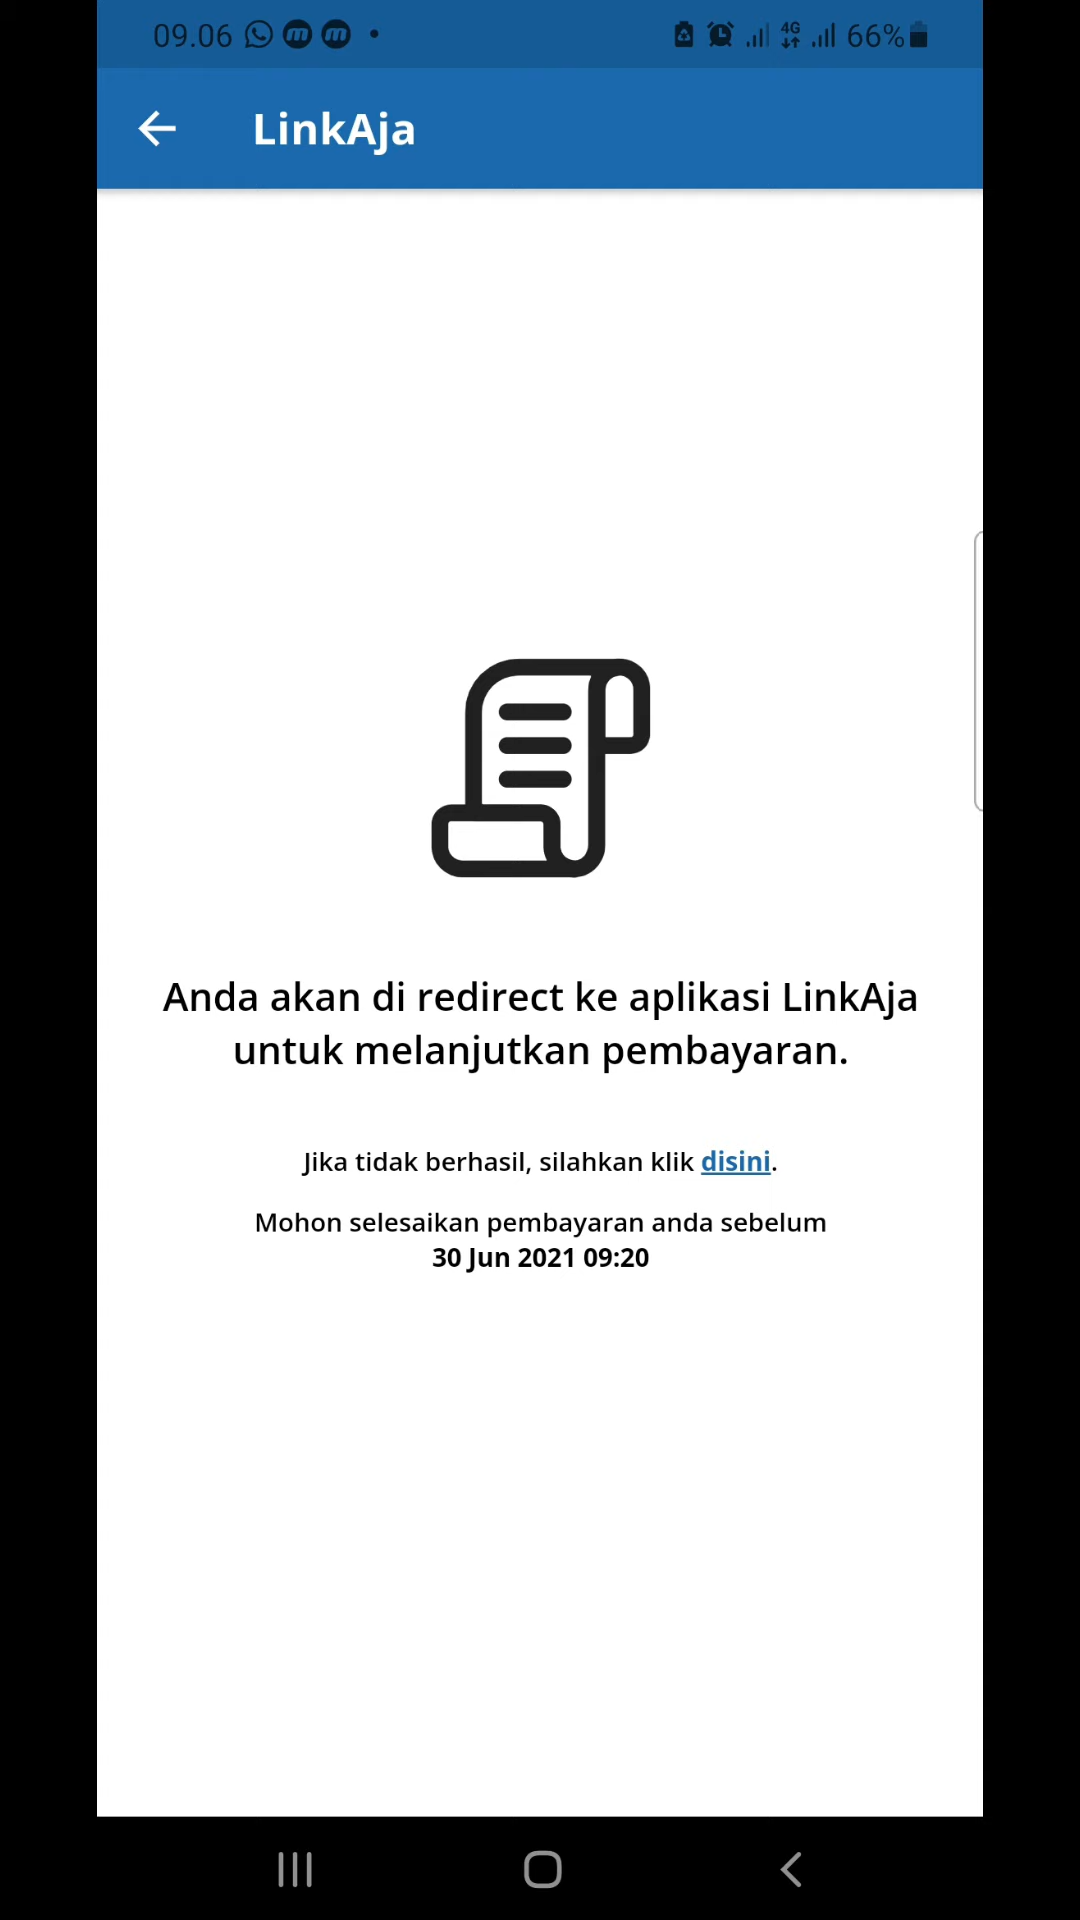 09.06
4G
66%
LinkAja
Anda akan di redirect ke aplikasi LinkAja
untuk melanjutkan pembayaran.
Jika tidak berhasil, silahkan klik disini.
Mohon selesaikan pembayaran anda sebelum
30 Jun 2021 09:20